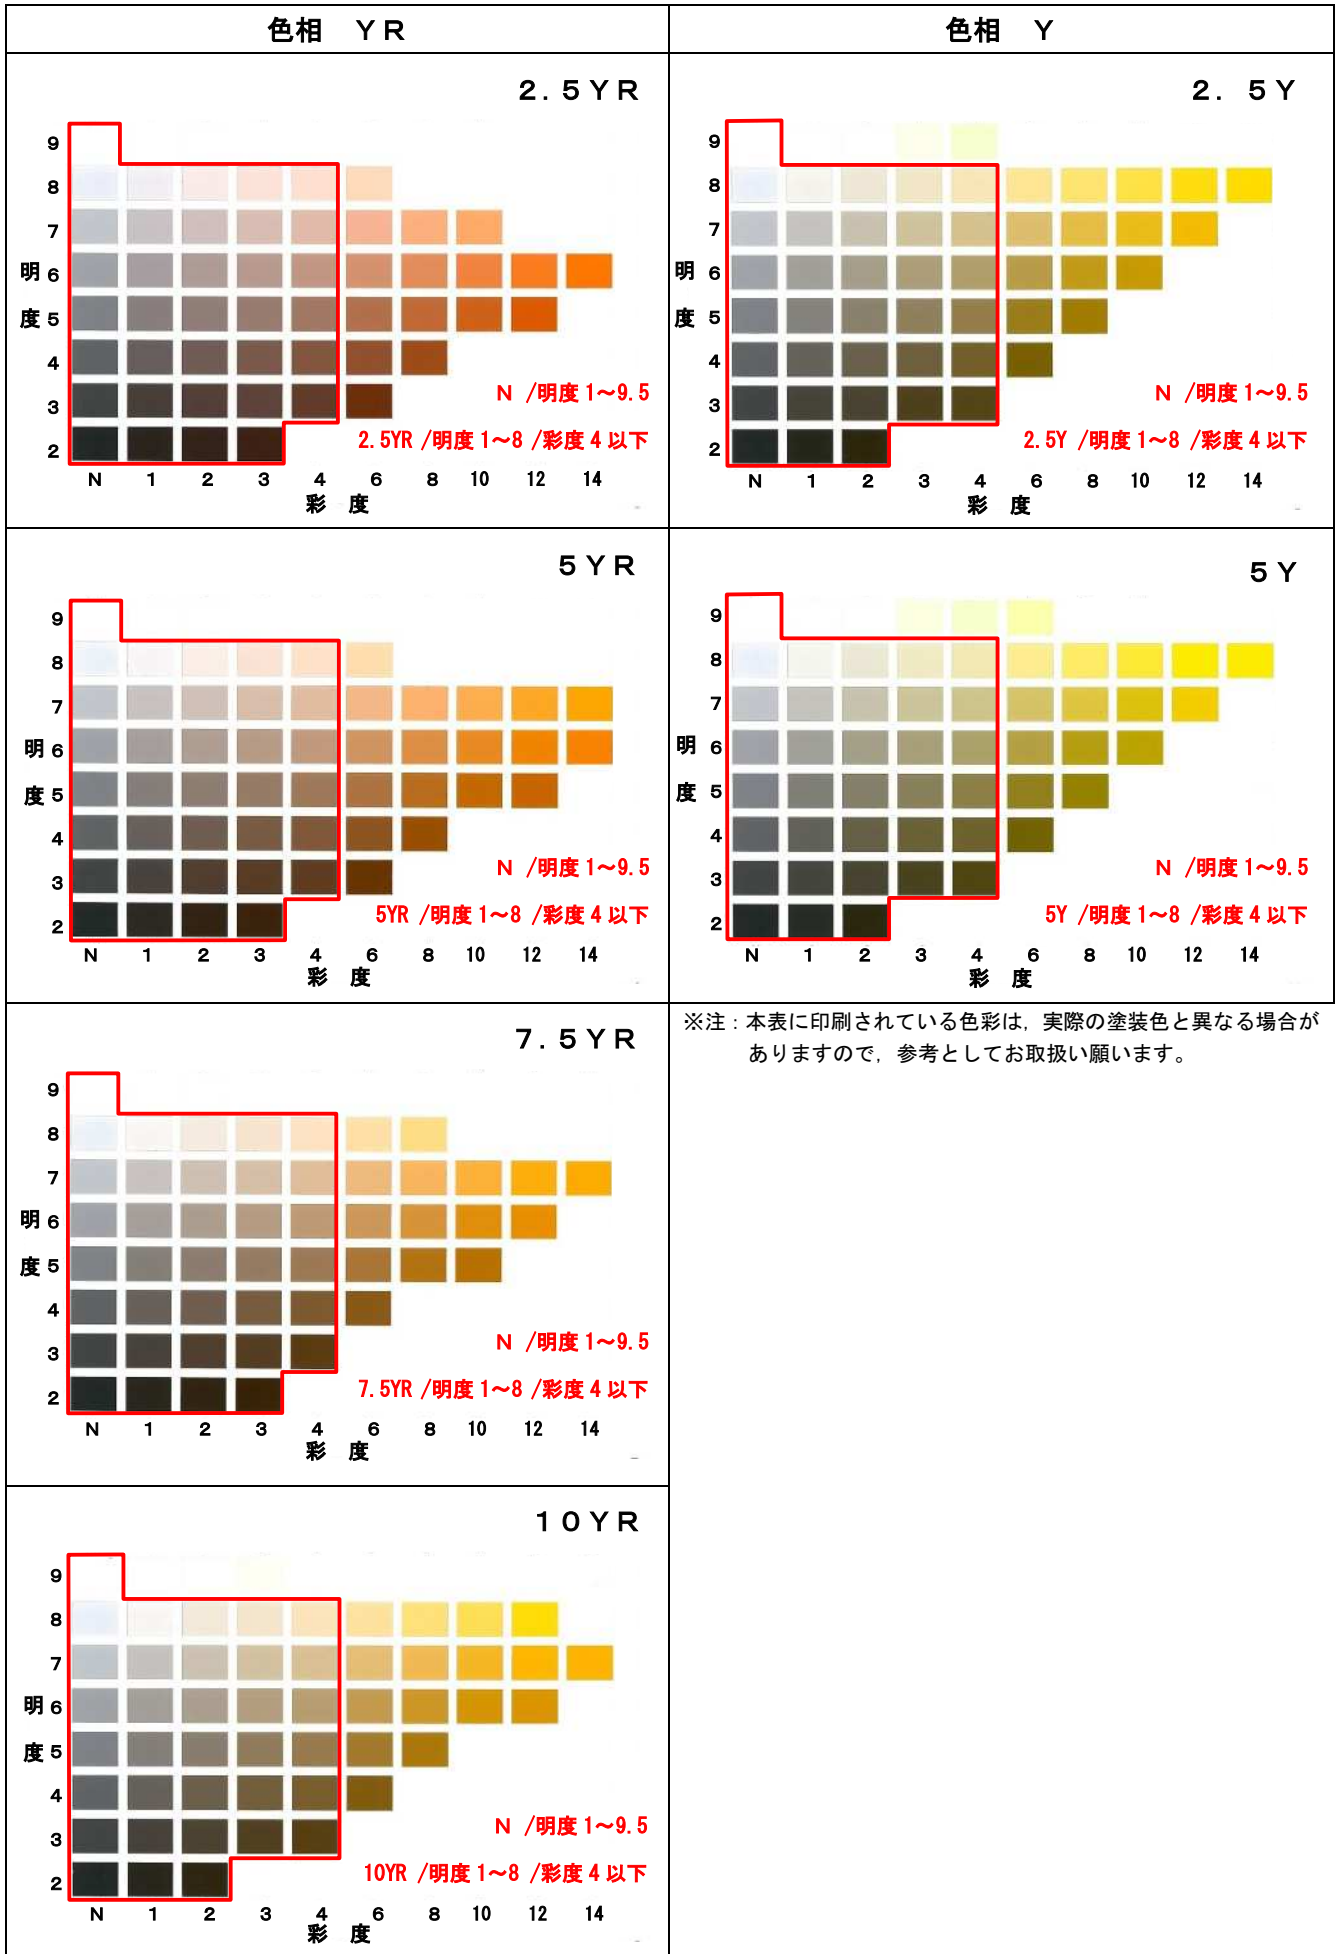 色相　ＹＲ
２.５ＹＲ
9
8
7
明 6
度 5
4
3
2
N 1 2 3 4 6 8 10 12 14
彩 度
N /明度1～9.5
2.5YR /明度1～8 /彩度4以下
５ＹＲ
9
8
7
明 6
度 5
4
3
2
N 1 2 3 4 6 8 10 12 14
彩 度
N /明度1～9.5
5YR /明度1～8 /彩度4以下
７.５ＹＲ
9
8
7
明 6
度 5
4
3
2
N 1 2 3 4 6 8 10 12 14
彩 度
N /明度1～9.5
7.5YR /明度1～8 /彩度4以下
１０ＹＲ
9
8
7
明 6
度 5
4
3
2
N 1 2 3 4 6 8 10 12 14
彩 度
N /明度1～9.5
10YR /明度1～8 /彩度4以下
色相　Ｙ
２.５Ｙ
9
8
7
明 6
度 5
4
3
2
N 1 2 3 4 6 8 10 12 14
彩 度
N /明度1～9.5
2.5Y /明度1～8 /彩度4以下
５Ｙ
9
8
7
明 6
度 5
4
3
2
N 1 2 3 4 6 8 10 12 14
彩 度
N /明度1～9.5
5Y /明度1～8 /彩度4以下
※注：本表に印刷されている色彩は，実際の塗装色と異なる場合が
ありますので，参考としてお取扱い願います。